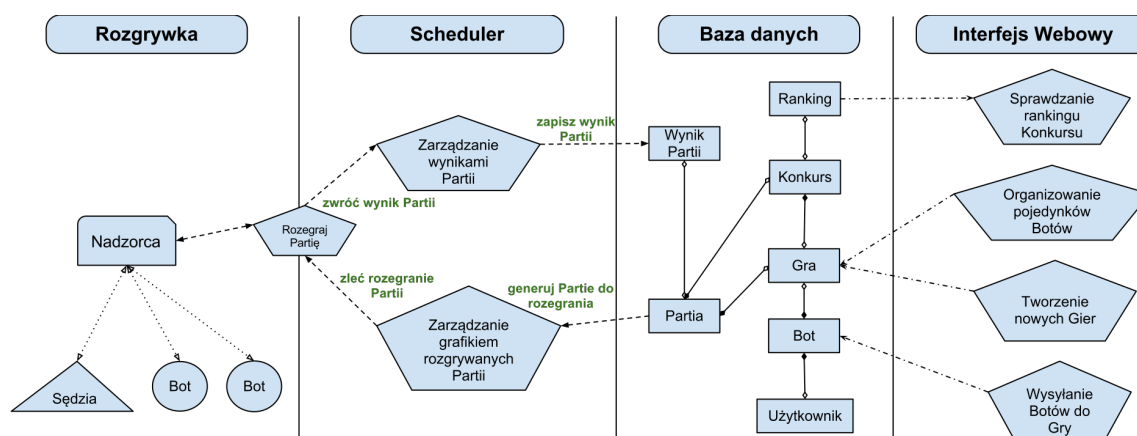 Rozgrywka
Scheduler
Baza danych
Interfejs Webowy
Nadzorca
Sędzia
Bot
Bot
Rozegraj
Partię
zwróć wynik Partii
Zarządzanie
wynikami
Partii
zleć rozegranie
Partii
Zarządzanie
grafikiem
rozgrywanych
Partii
zapisz wynik
Partii
generuj Partie do
rozegrania
Wynik
Partii
Partia
Ranking
Konkurs
Gra
Bot
Użytkownik
Sprawdzanie
rankingu
Konkursu
Organizowanie
pojedynków
Botów
Tworzenie
nowych Gier
Wysyłanie
Botów do
Gry